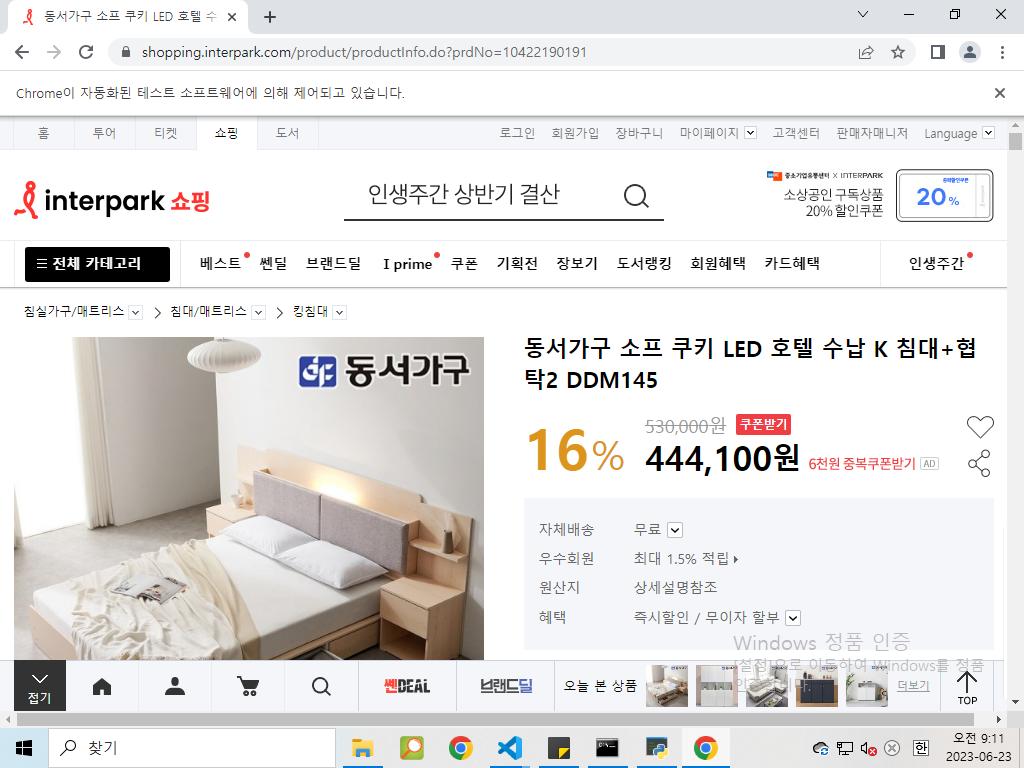 동서가구 소프 쿠키 LED 호텔 수
shopping.interpark.com/product/productInfo.do?prdNo=10422190191
Chrome이 자동화된 테스트 소프트웨어에 의해 제어되고 있습니다.
홈 투어 티켓 쇼핑 도서 로그인 회원가입 장바구니 마이페이지 고객센터 판매자매니저 Language
interpark 쇼핑
인생주간 상반기 결산
중소기업유통센터 X INTERPARK
소상공인 구독상품
20% 할인쿠폰
20%
전체 카테고리 베스트 쎈딜 브랜드딜 I prime 쿠폰 기획전 장보기 도서랭킹 회원혜택 카드혜택 인생주간
침실가구/매트리스 침대/매트리스 킹침대
동서가구
동서가구 소프 쿠키 LED 호텔 수납 K 침대+협
탁2 DDM145
16%
530,000원 쿠폰받기
444,100원 6천원 중복쿠폰받기 AD
자체배송 무료
우수회원 최대 1.5% 적립
원산지 상세설명참조
혜택 즉시할인 / 무이자 할부
Windows 정품 인증
[설정]으로 이동하여 Windows를 정품
접기
쎈DEAL 브랜드딜 오늘 본 상품 더보기
TOP
찾기
한
오전 9:11
2023-06-23